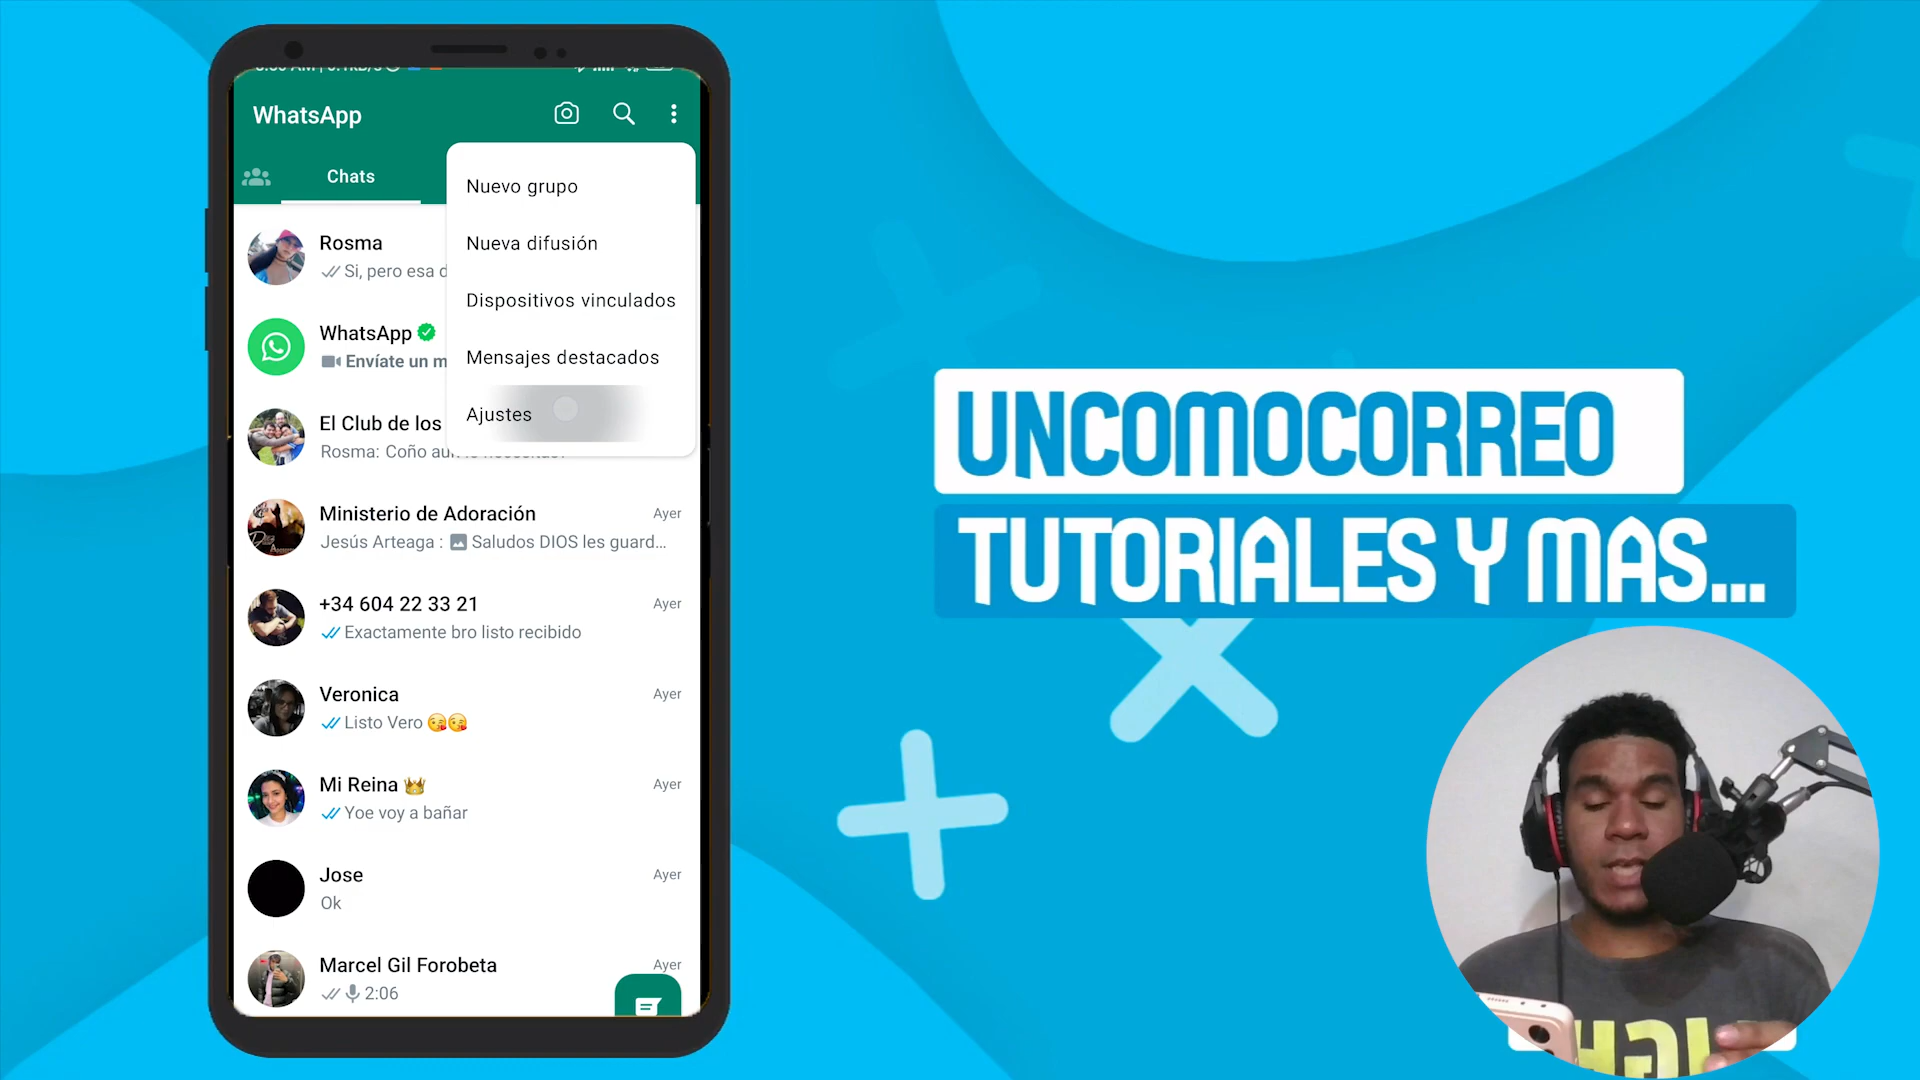 WhatsApp
Chats
Nuevo grupo
Nueva difusión
Dispositivos vinculados
Mensajes destacados
Ajustes
Rosma
Si, pero esa d
WhatsApp
Envíate un m
El Club de los
Rosma: Coño
Ministerio de Adoración
Ayer
Jesús Arteaga : Saludos DIOS les guard...
+34 604 22 33 21
Ayer
Exactamente bro listo recibido
Veronica
Ayer
Listo Vero 😘😘
Mi Reina 👑
Ayer
Yoe voy a bañar
Jose
Ayer
Ok
Marcel Gil Forobeta
Ayer
2:06
UNCOMOCORREO
TUTORIALES Y MAS...